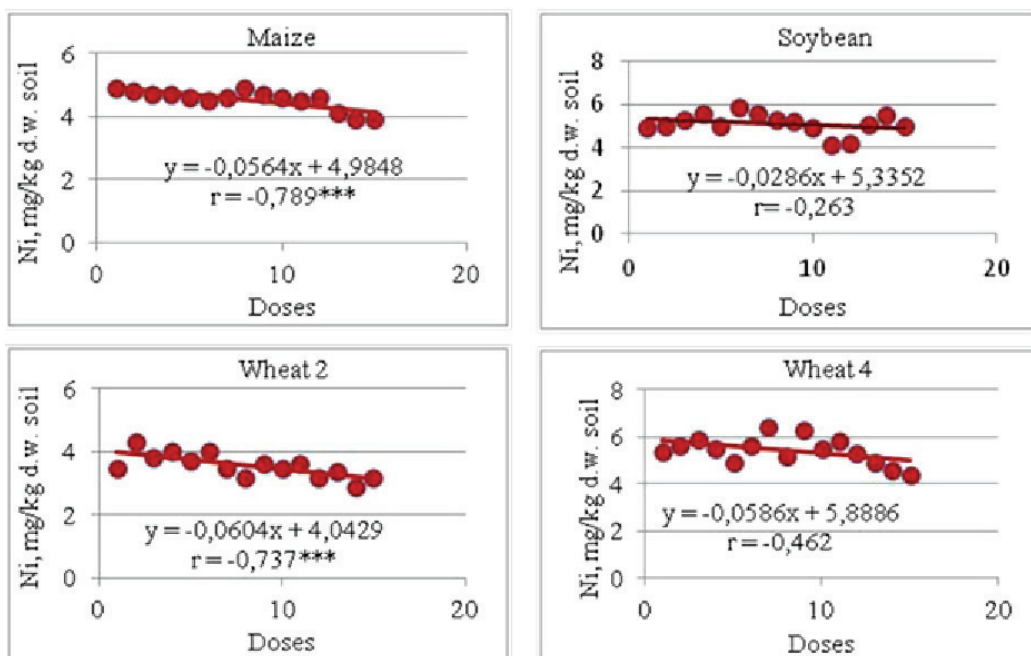 Maize
Ni, mg/kg d.w. soil
6
4
2
0
y = -0,0564x + 4,9848
r = -0,789***
0
10
20
Doses
Soybean
Ni, mg/kg d.w. soil
8
6
4
2
0
y = -0,0286x + 5,3352
r= -0,263
0
10
20
Doses
Wheat 2
Ni, mg/kg d.w. soil
6
4
2
0
y = -0,0604x + 4,0429
r = -0,737***
0
10
20
Doses
Wheat 4
Ni, mg/kg d.w. soil
8
6
4
2
0
y = -0,0586x + 5,8886
r = -0,462
0
10
20
Doses